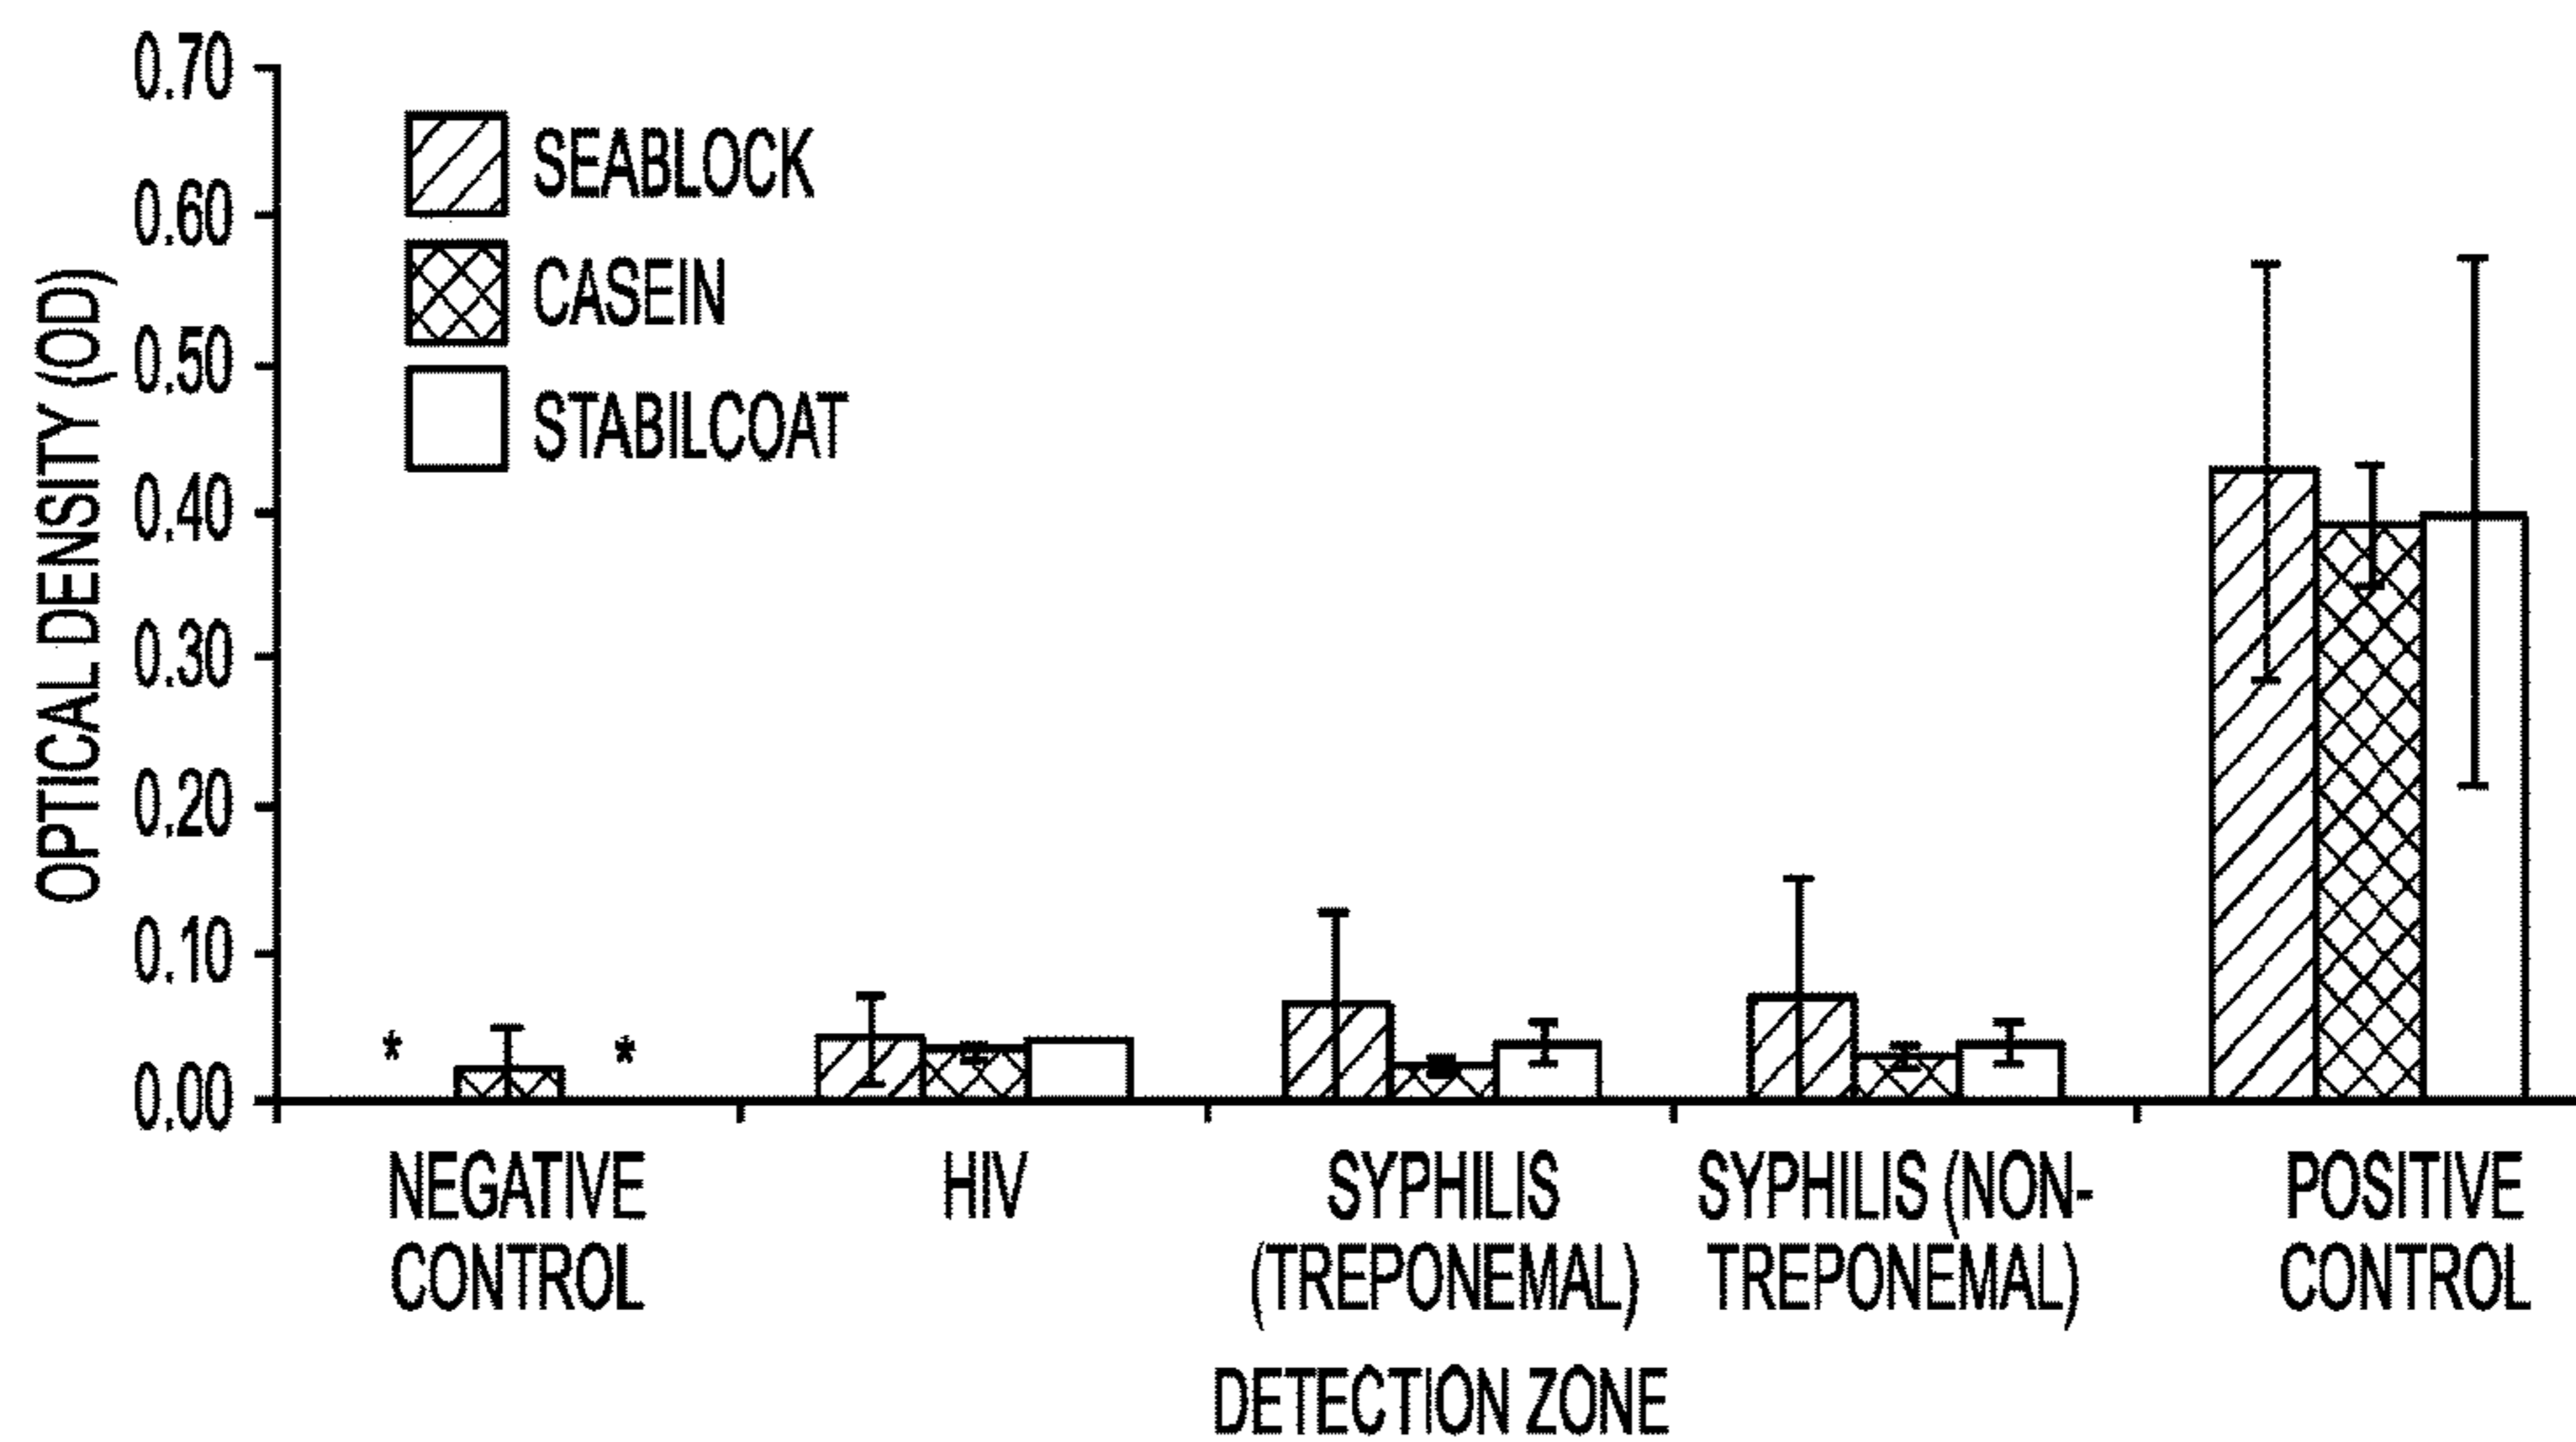 0.70
0.60
0.50
0.40
0.30
0.20
0.10
0.00
OPTICAL DENSITY (OD)
SEABLOCK
CASEIN
STABILCOAT
*
*
NEGATIVE
CONTROL
HIV
SYPHILIS
(TREPONEMAL)
SYPHILIS (NON-
TREPONEMAL)
POSITIVE
CONTROL
DETECTION ZONE